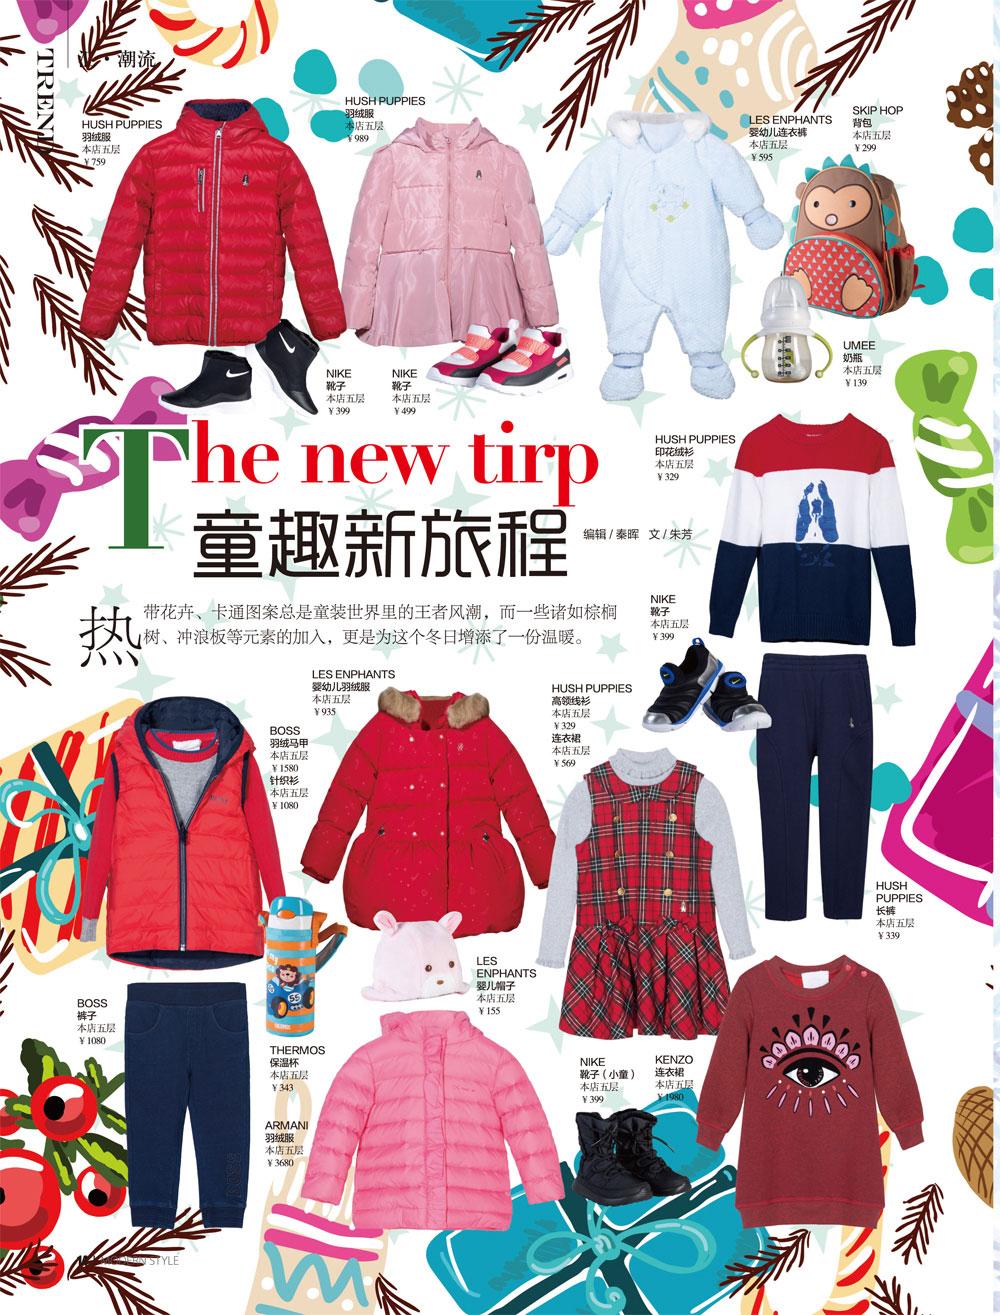 TREND
汇·潮流
HUSH PUPPIES
羽绒服
本店五层
￥759
HUSH PUPPIES
羽绒服
本店五层
￥989
LES ENPHANTS
婴幼儿连衣裤
本店五层
￥595
SKIP HOP
背包
本店五层
￥299
NIKE
靴子
本店五层
￥399
NIKE
靴子
本店五层
￥499
UMEE
奶瓶
本店五层
￥139
The new tirp
童趣新旅程
编辑 / 秦晖 文 / 朱芳
热带花卉、卡通图案总是童装世界里的王者风潮，而一些诸如棕榈
树、冲浪板等元素的加入，更是为这个冬日增添了一份温暖。
HUSH PUPPIES
印花绒衫
本店五层
￥329
NIKE
靴子
本店五层
￥399
LES ENPHANTS
婴幼儿羽绒服
本店五层
￥935
BOSS
羽绒马甲
本店五层
￥1580
针织衫
本店五层
￥1080
HUSH PUPPIES
高领线衫
本店五层
￥329
连衣裙
本店五层
￥569
HUSH
PUPPIES
长裤
本店五层
￥339
LES
ENPHANTS
婴儿帽子
本店五层
￥155
BOSS
裤子
本店五层
￥1080
THERMOS
保温杯
本店五层
￥343
ARMANI
羽绒服
本店五层
￥3680
NIKE
靴子（小童）
本店五层
￥399
KENZO
连衣裙
本店五层
￥1980
MODERN STYLE